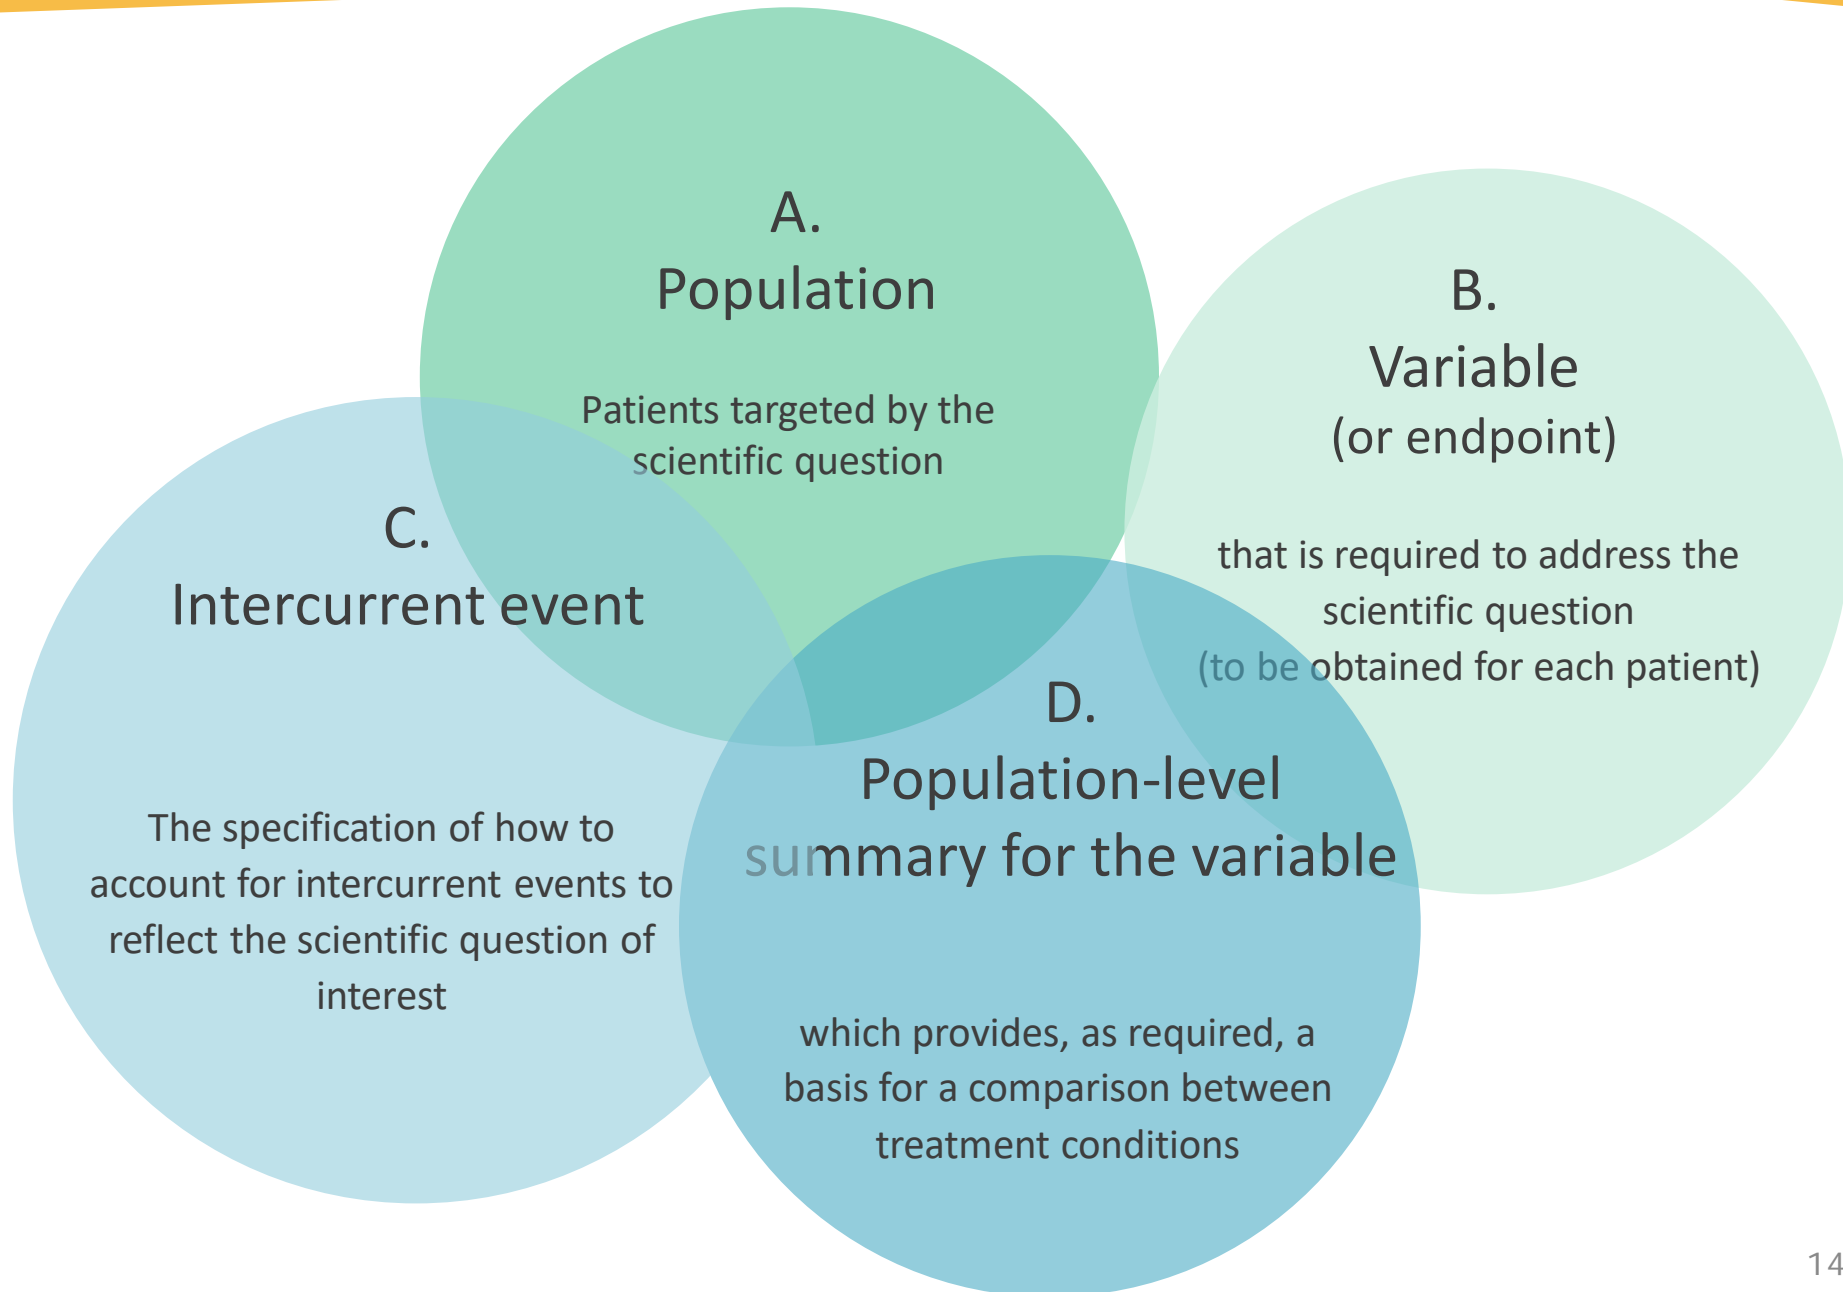 A.
Population
Patients targeted by the
scientific question
B.
Variable
(or endpoint)
that is required to address the
scientific question
(to be obtained for each patient)
C.
Intercurrent event
The specification of how to
account for intercurrent events to
reflect the scientific question of
interest
D.
Population-level
summary for the variable
which provides, as required, a
basis for a comparison between
treatment conditions
14